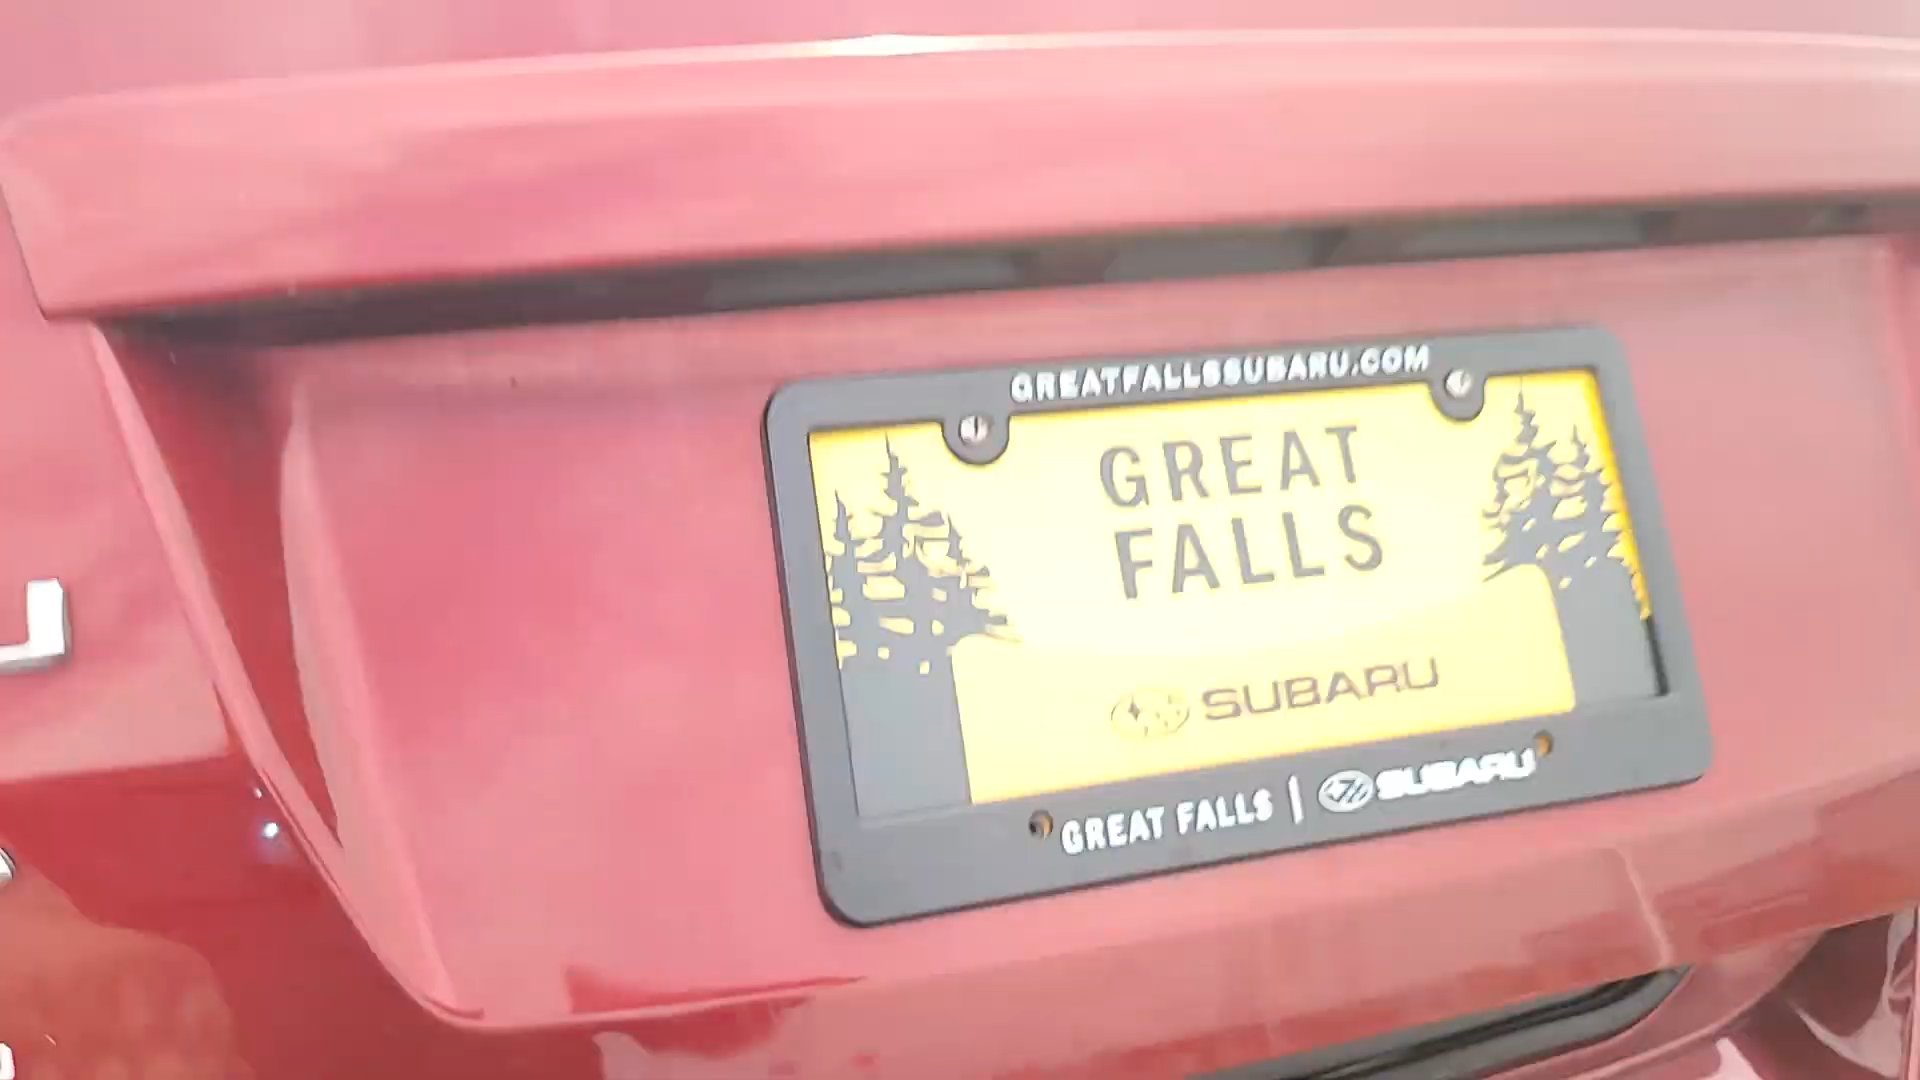 GREATFALLSSUBARU.COM
GREAT
FALLS
SUBARU
GREAT FALLS | SUBARU
L